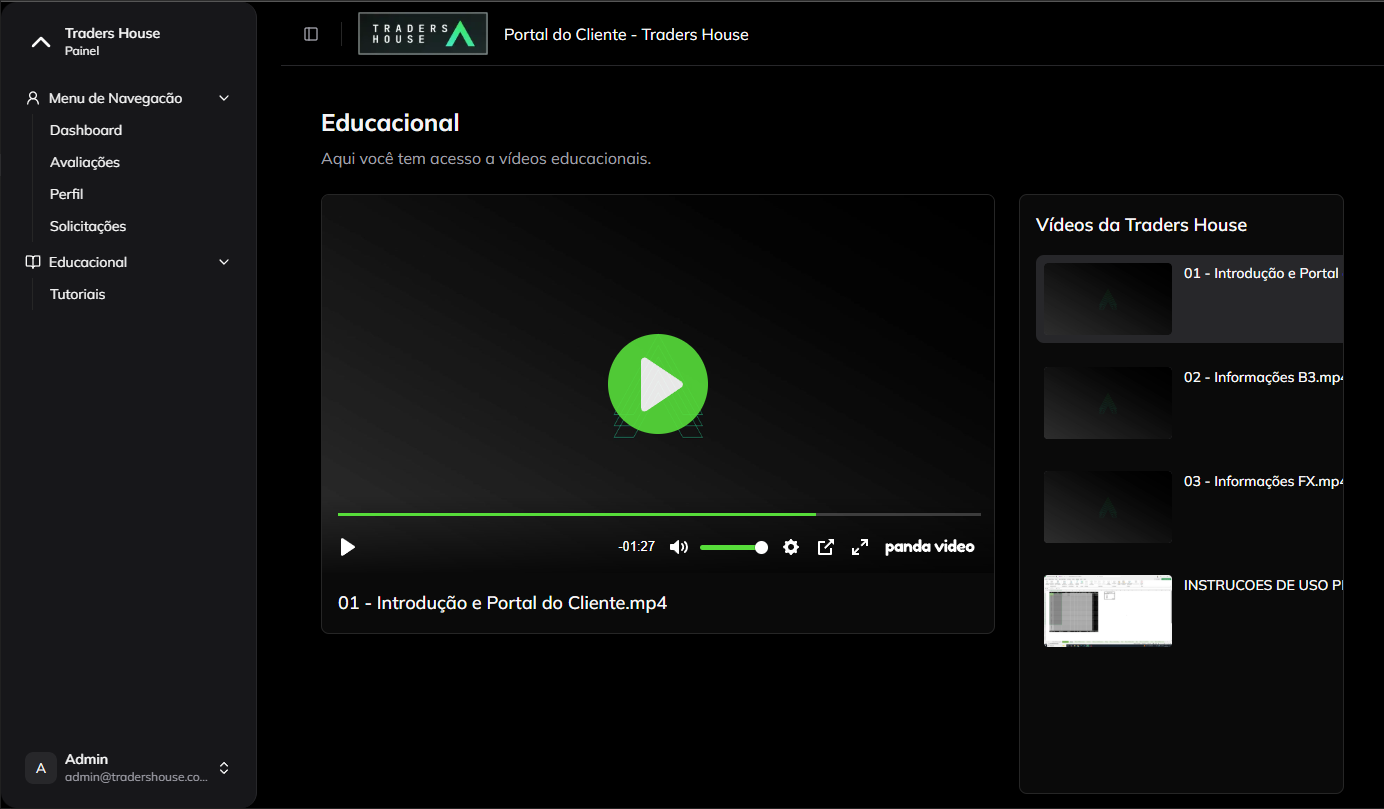 Traders House
Painel
Menu de Navegacão
Dashboard
Avaliações
Perfil
Solicitações
Educacional
Tutoriais
A
Admin
admin@tradershouse.co...
TRADERS
HOUSE
Portal do Cliente - Traders House
Educacional
Aqui você tem acesso a vídeos educacionais.
-01:27
panda video
01 - Introdução e Portal do Cliente.mp4
Vídeos da Traders House
01 - Introdução e Portal
02 - Informações B3.mp4
03 - Informações FX.mp4
INSTRUCOES DE USO P